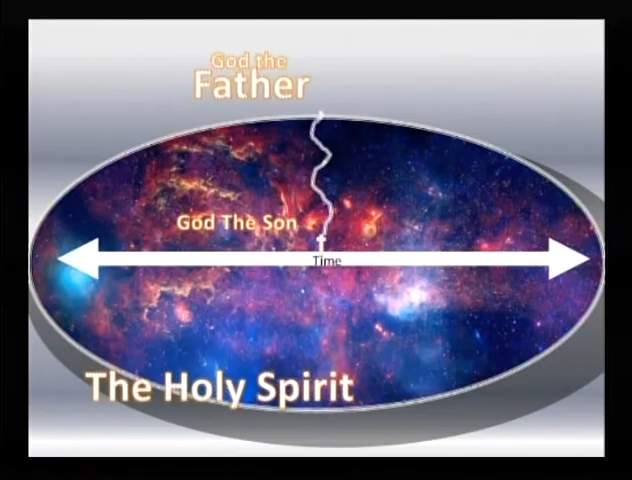 God the
Father
God The Son
Time
The Holy Spirit